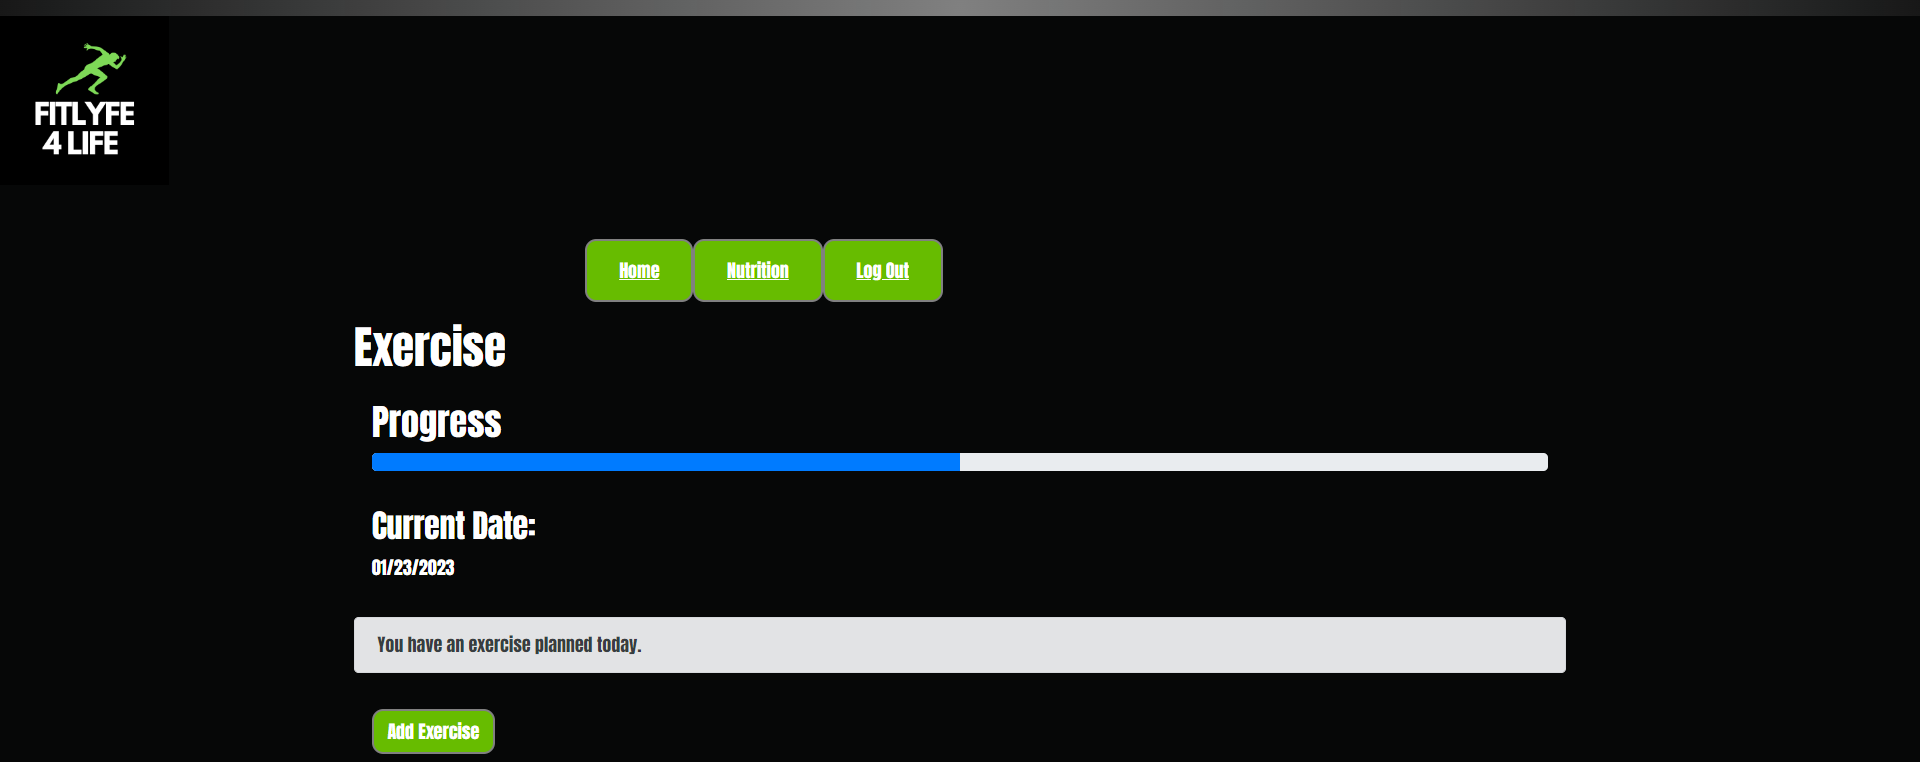 FITLYFE
4 LIFE
Home Nutrition Log Out
Exercise
Progress
Current Date:
01/23/2023
You have an exercise planned today.
Add Exercise